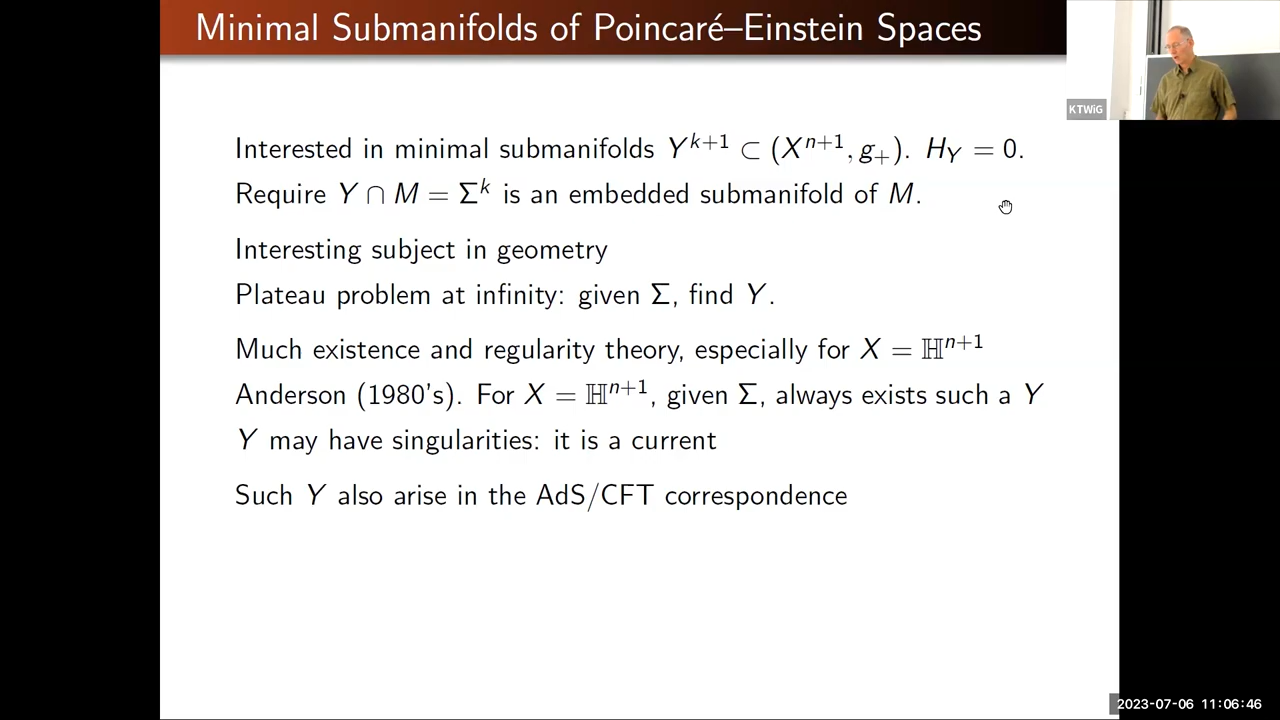 Minimal Submanifolds of Poincaré–Einstein Spaces
KTWiG
Interested in minimal submanifolds Y^{k+1} ⊂ (X^{n+1}, g_+). H_Y = 0.
Require Y ∩ M = Σ^k is an embedded submanifold of M.
Interesting subject in geometry
Plateau problem at infinity: given Σ, find Y.
Much existence and regularity theory, especially for X = ℍ^{n+1}
Anderson (1980's). For X = ℍ^{n+1}, given Σ, always exists such a Y
Y may have singularities: it is a current
Such Y also arise in the AdS/CFT correspondence
2023-07-06 11:06:46